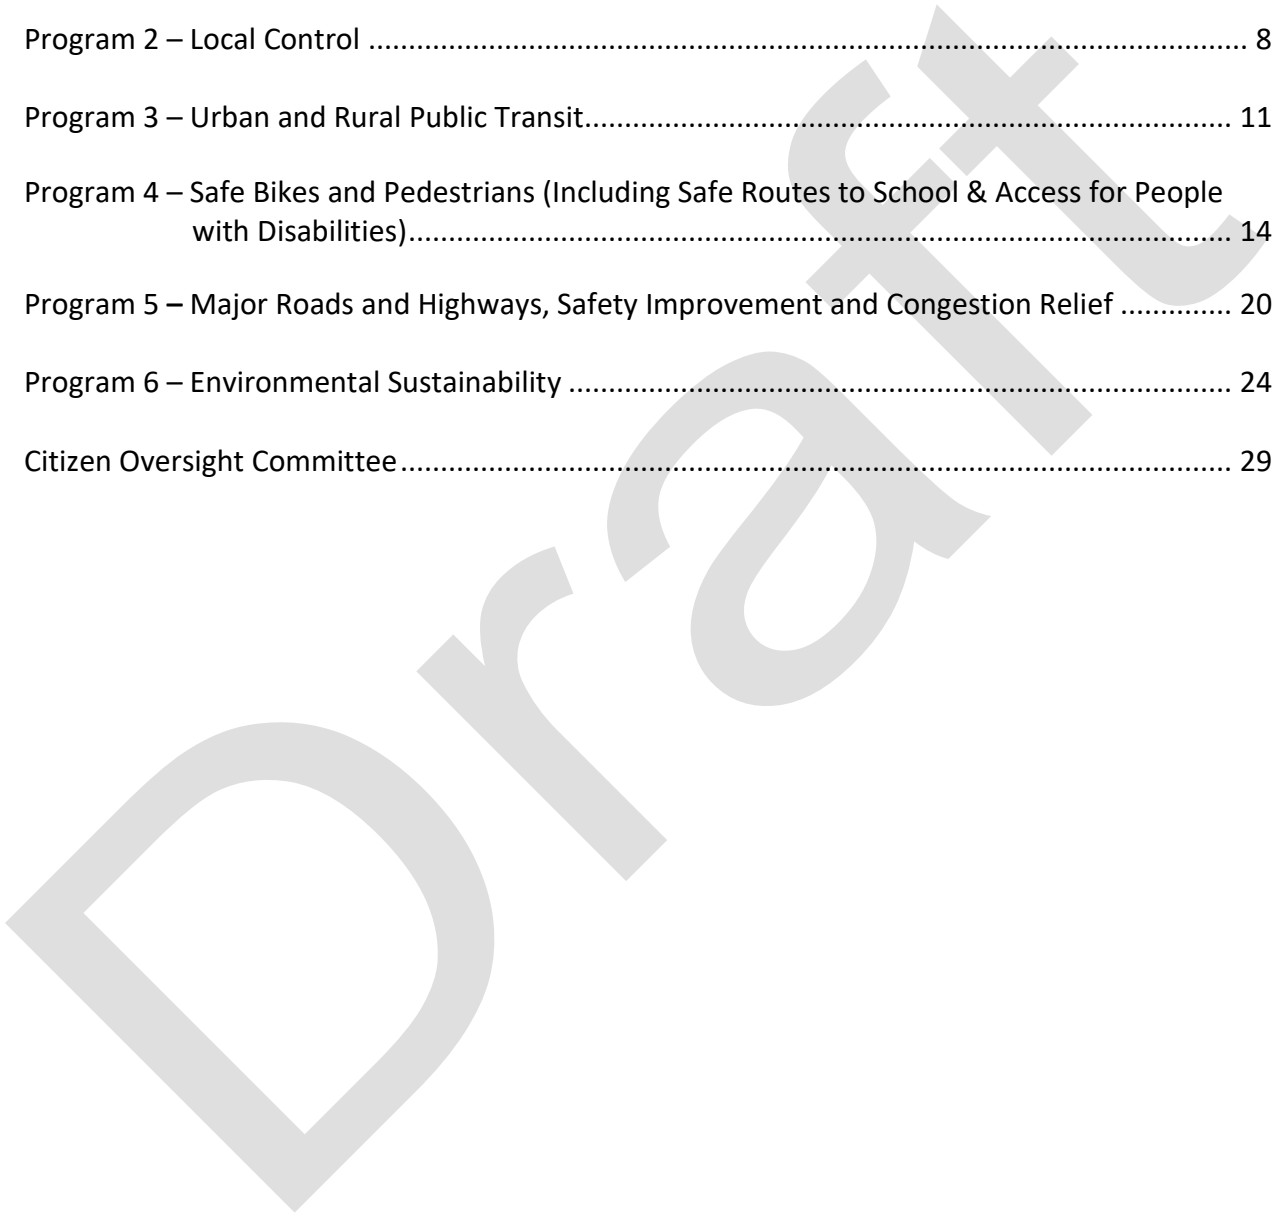 Program 2 – Local Control ........................................................................................................... 8
Program 3 – Urban and Rural Public Transit............................................................................... 11
Program 4 – Safe Bikes and Pedestrians (Including Safe Routes to School & Access for People
with Disabilities).................................................................................................... 14
Program 5 – Major Roads and Highways, Safety Improvement and Congestion Relief .............. 20
Program 6 – Environmental Sustainability ................................................................................. 24
Citizen Oversight Committee..................................................................................................... 29
Draft